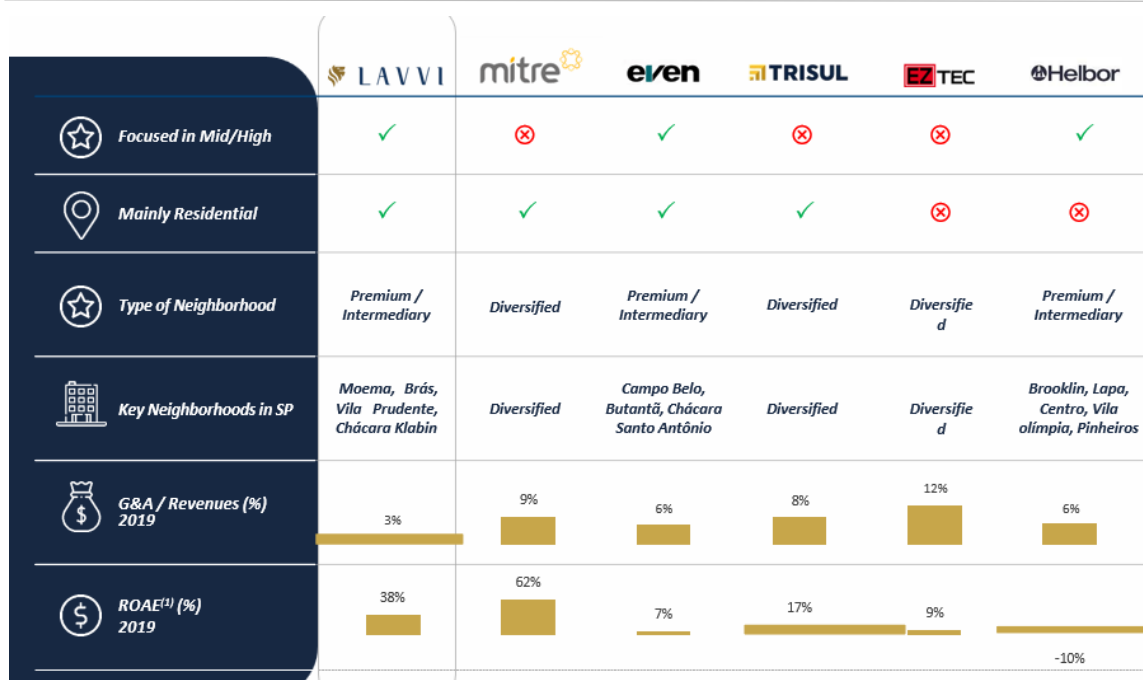 LAVVI mitre even TRISUL EZ TEC Helbor
Focused in Mid/High
Mainly Residential
Type of Neighborhood
Premium /
Intermediary
Diversified
Premium /
Intermediary
Diversified
Diversifie
d
Premium /
Intermediary
Key Neighborhoods in SP
Moema, Brás,
Vila Prudente,
Chácara Klabin
Diversified
Campo Belo,
Butantã, Chácara
Santo Antônio
Diversified
Diversifie
d
Brooklin, Lapa,
Centro, Vila
olímpia, Pinheiros
G&A / Revenues (%)
2019
3% 9% 6% 8% 12% 6%
$
ROAE(1) (%)
2019
38% 62% 7% 17% 9% -10%
$